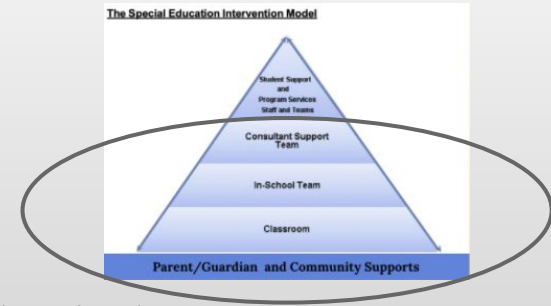 The Special Education Intervention Model
Student Support
and
Program Services
Staff and Teams
Consultant Support
Team
In-School Team
Classroom
Parent/Guardian and Community Supports